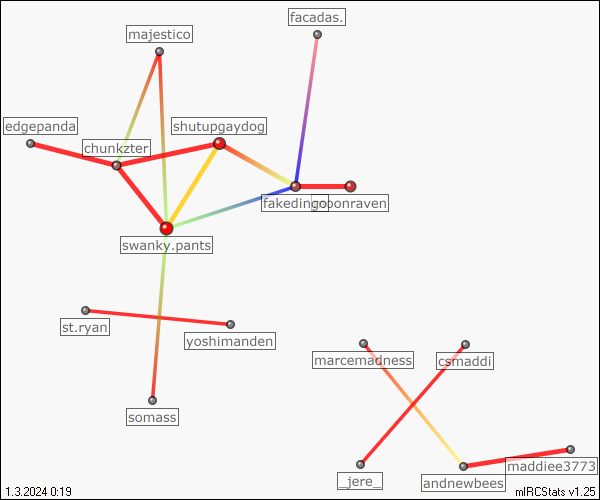 facadas.
majestico
edgepanda
shutupgaydog
chunkzter
fakedingo
moonraven
swanky.pants
st.ryan
yoshimanden
marcemadness
csmaddi
somass
maddiee3773
_jere_
andnewbees
1.3.2024 0:19
mIRCStats v1.25